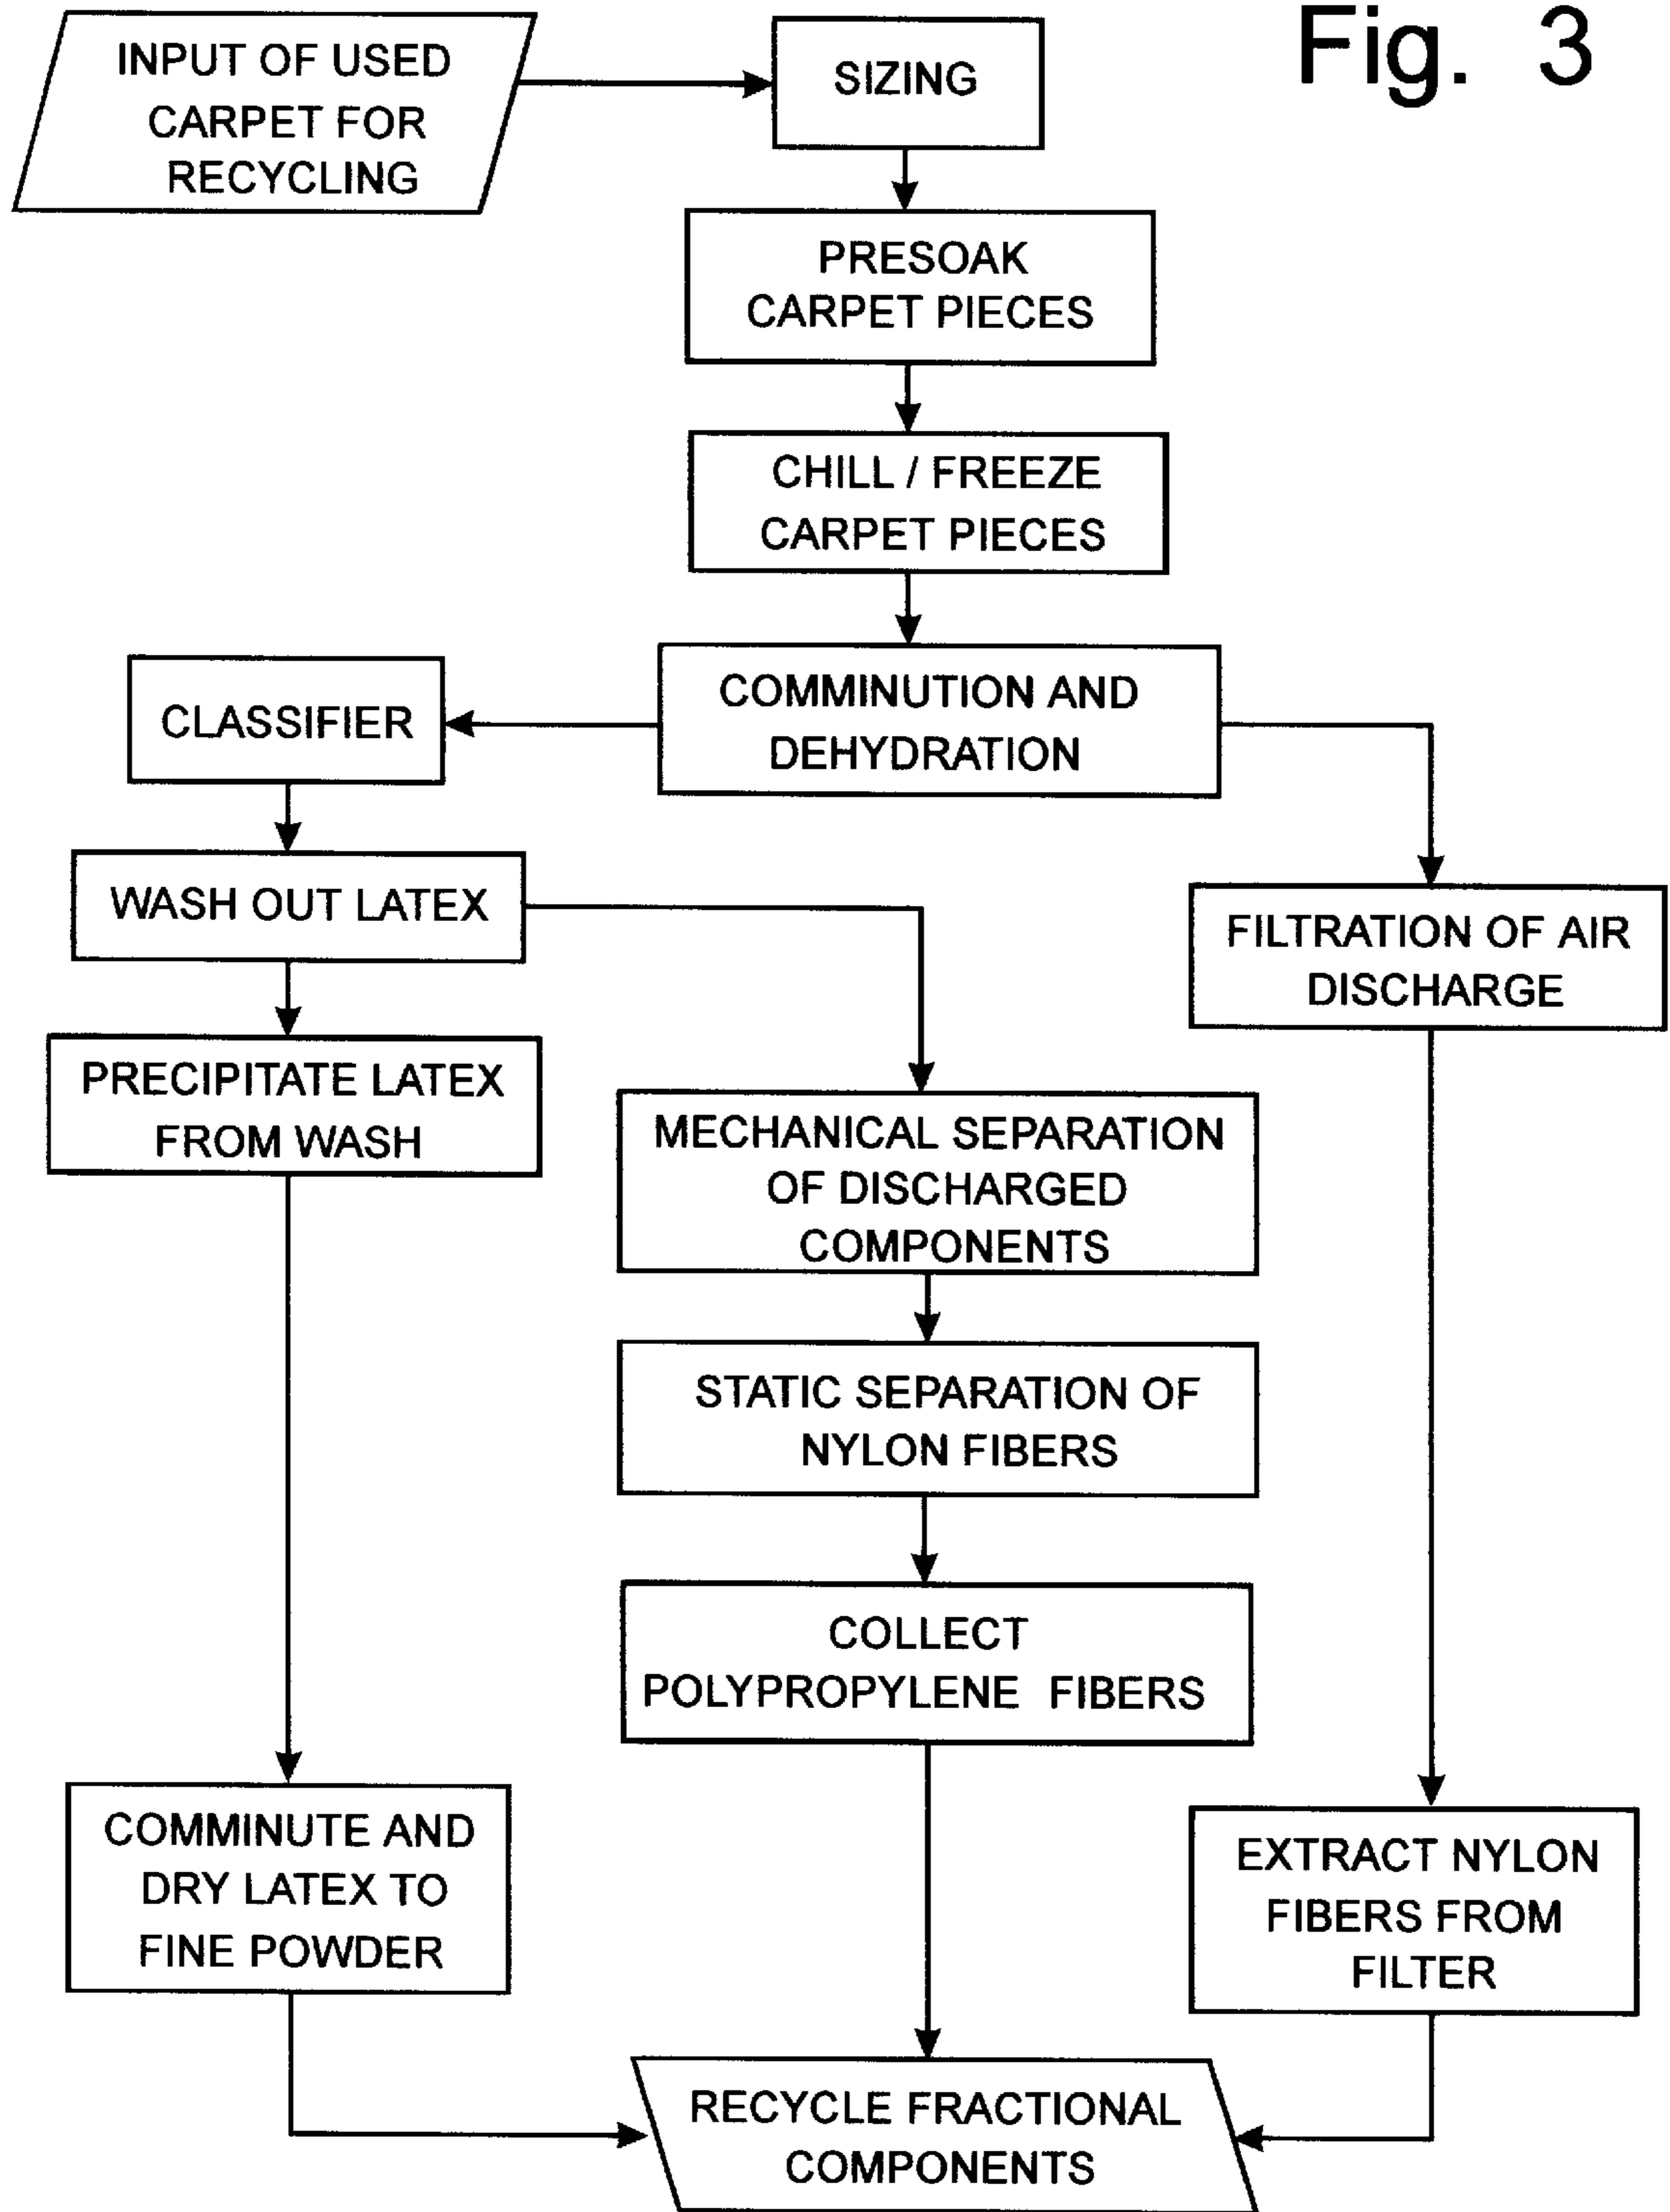 Fig. 3
INPUT OF USED
CARPET FOR
RECYCLING
SIZING
PRESOAK
CARPET PIECES
CHILL / FREEZE
CARPET PIECES
COMMINUTION AND
DEHYDRATION
CLASSIFIER
WASH OUT LATEX
FILTRATION OF AIR
DISCHARGE
PRECIPITATE LATEX
FROM WASH
MECHANICAL SEPARATION
OF DISCHARGED
COMPONENTS
STATIC SEPARATION OF
NYLON FIBERS
COLLECT
POLYPROPYLENE FIBERS
COMMINUTE AND
DRY LATEX TO
FINE POWDER
EXTRACT NYLON
FIBERS FROM
FILTER
RECYCLE FRACTIONAL
COMPONENTS